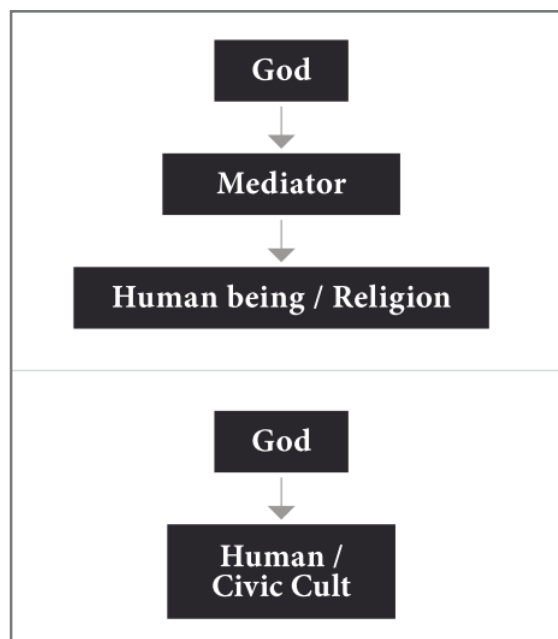 God
Mediator
Human being / Religion
God
Human /
Civic Cult